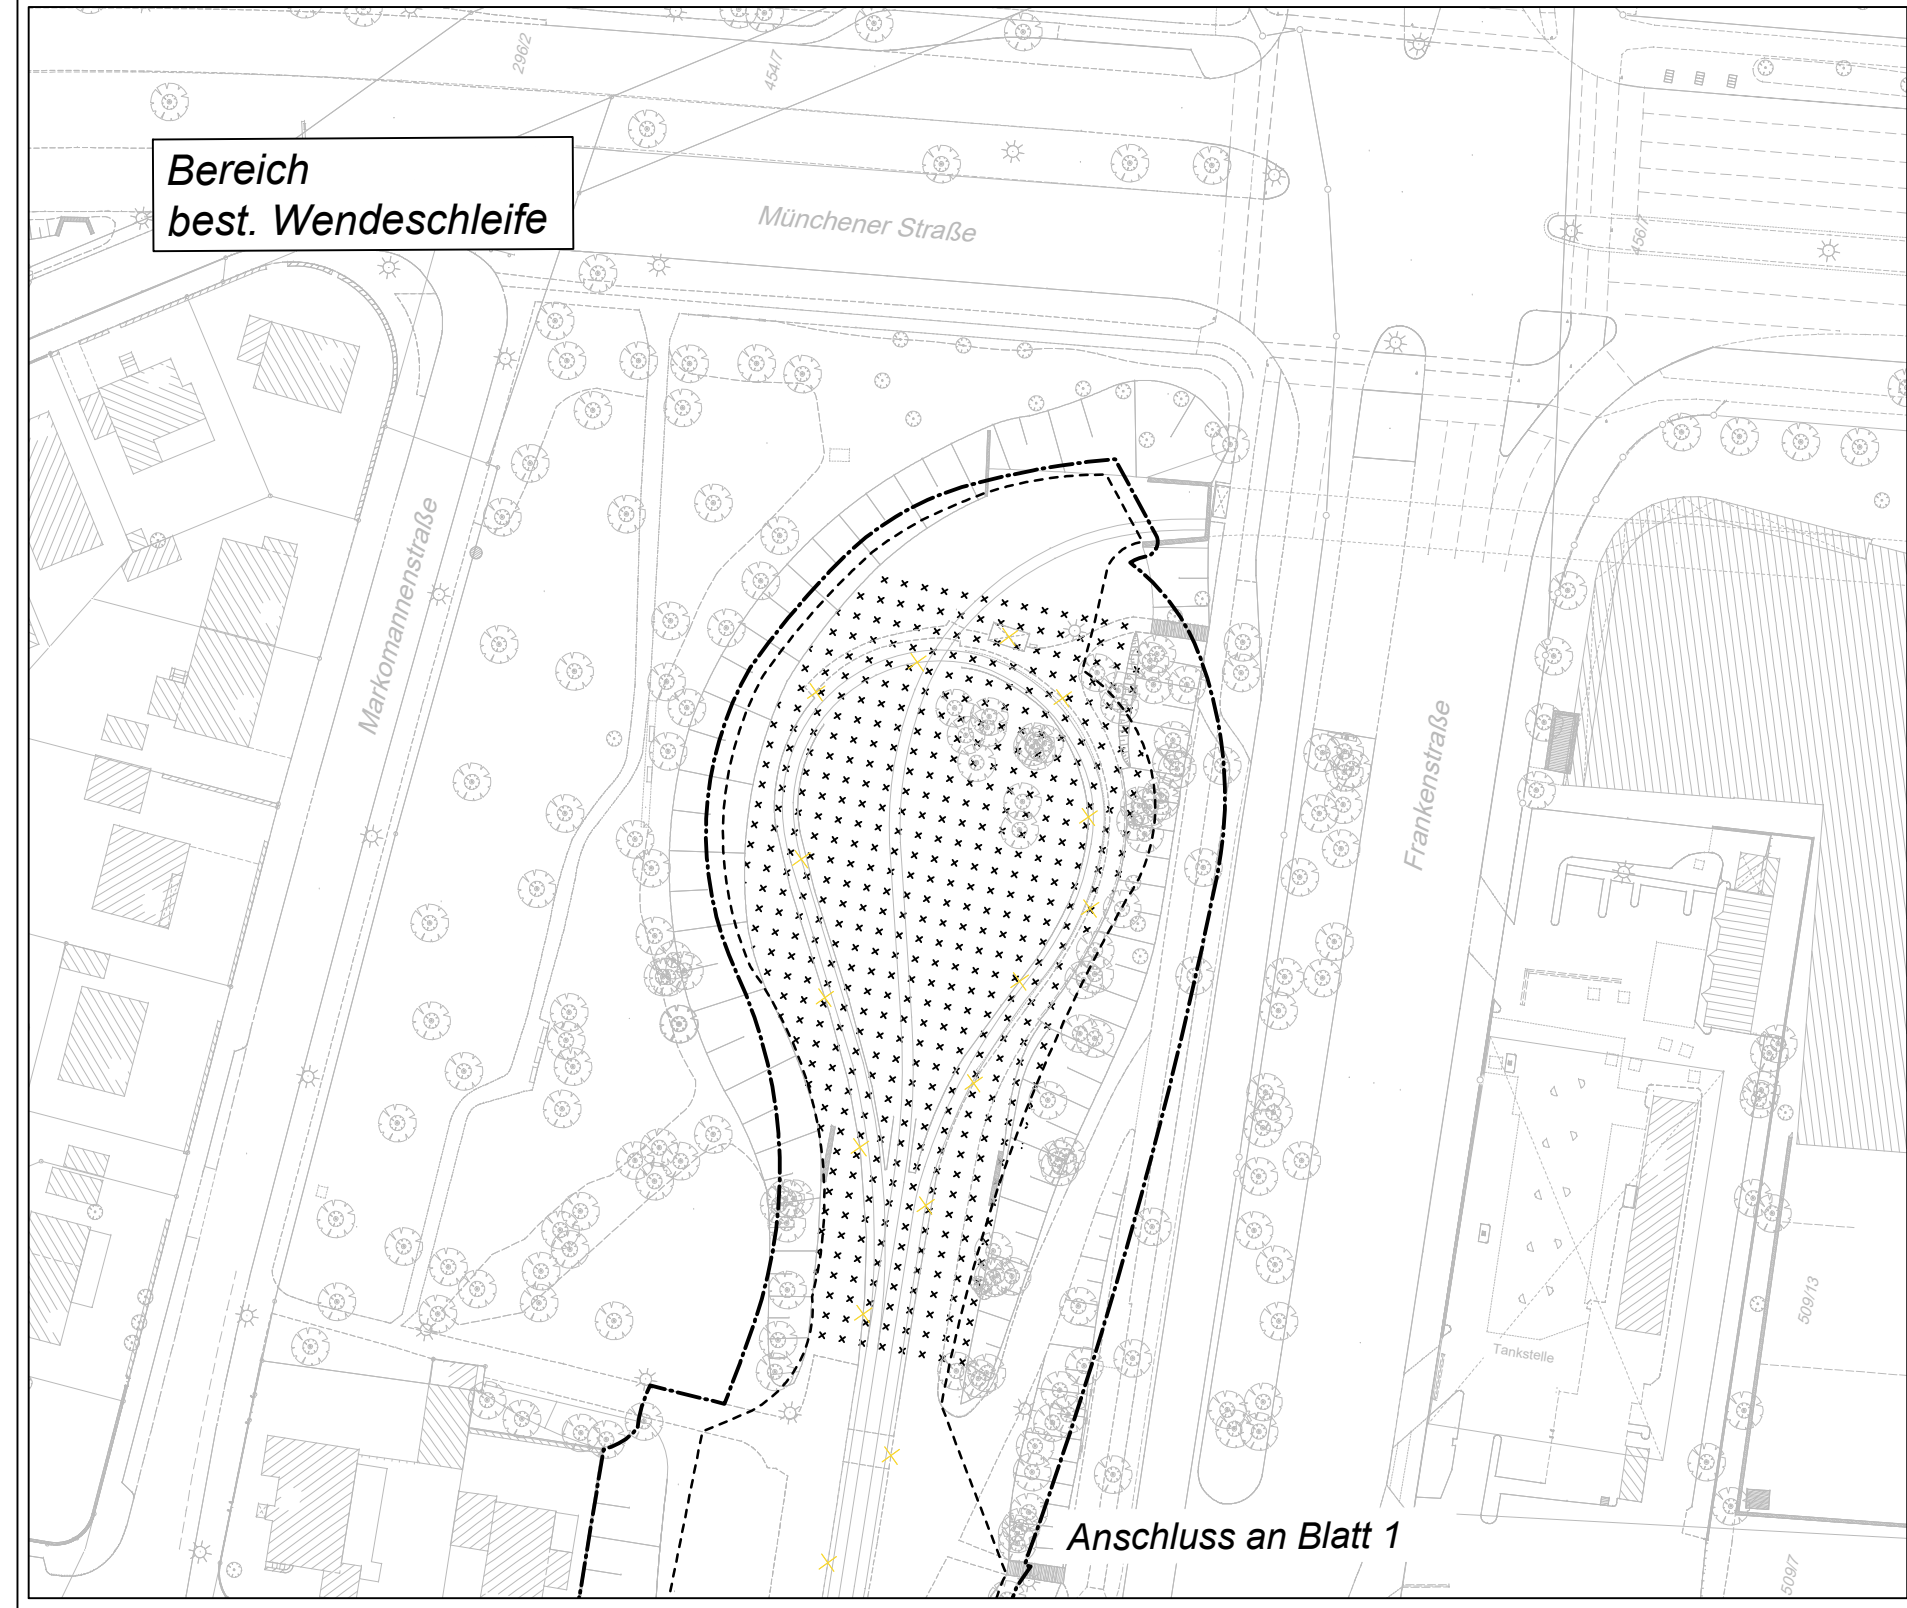 296/2
454/7
Bereich
best. Wendeschleife
Münchener Straße
456/7
Markomannenstraße
Frankenstraße
Tankstelle
509/13
Anschluss an Blatt 1
509/7